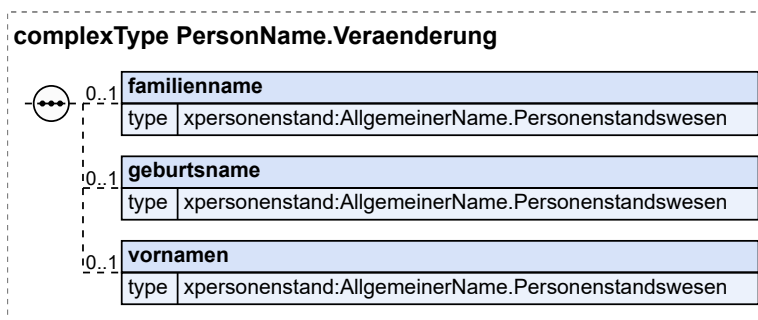 complexType PersonName.Veraenderung
0..1 familienname
type xpersonenstand:AllgemeinerName.Personenstandswesen
0..1 geburtsname
type xpersonenstand:AllgemeinerName.Personenstandswesen
0..1 vornamen
type xpersonenstand:AllgemeinerName.Personenstandswesen